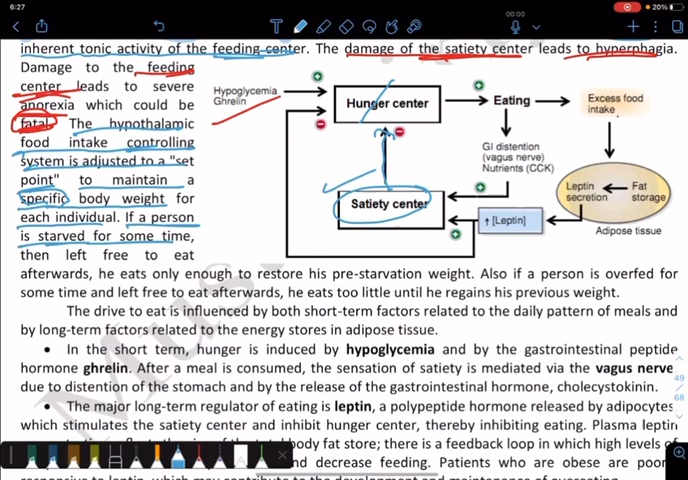 6:27
00:00
20%
inherent tonic activity of the feeding center. The damage of the satiety center leads to hyperphagia.
Damage to the feeding
center leads to severe
anorexia which could be
fatal. The hypothalamic
food intake controlling
system is adjusted to a "set
point" to maintain a
specific body weight for
each individual. If a person
is starved for some time,
then left free to eat
Hypoglycemia
Ghrelin
Hunger center
Eating
Excess food
intake
GI distention
(vagus nerve)
Nutrients (CCK)
Satiety center
↑ [Leptin]
Leptin
secretion
Fat
storage
Adipose tissue
afterwards, he eats only enough to restore his pre-starvation weight. Also if a person is overfed for
some time and left free to eat afterwards, he eats too little until he regains his previous weight.
The drive to eat is influenced by both short-term factors related to the daily pattern of meals and
by long-term factors related to the energy stores in adipose tissue.
• In the short term, hunger is induced by hypoglycemia and by the gastrointestinal peptide
hormone ghrelin. After a meal is consumed, the sensation of satiety is mediated via the vagus nerve
due to distention of the stomach and by the release of the gastrointestinal hormone, cholecystokinin.
• The major long-term regulator of eating is leptin, a polypeptide hormone released by adipocytes
which stimulates the satiety center and inhibit hunger center, thereby inhibiting eating. Plasma leptin
body fat store; there is a feedback loop in which high levels of
nd decrease feeding. Patients who are obese are poor
49
68